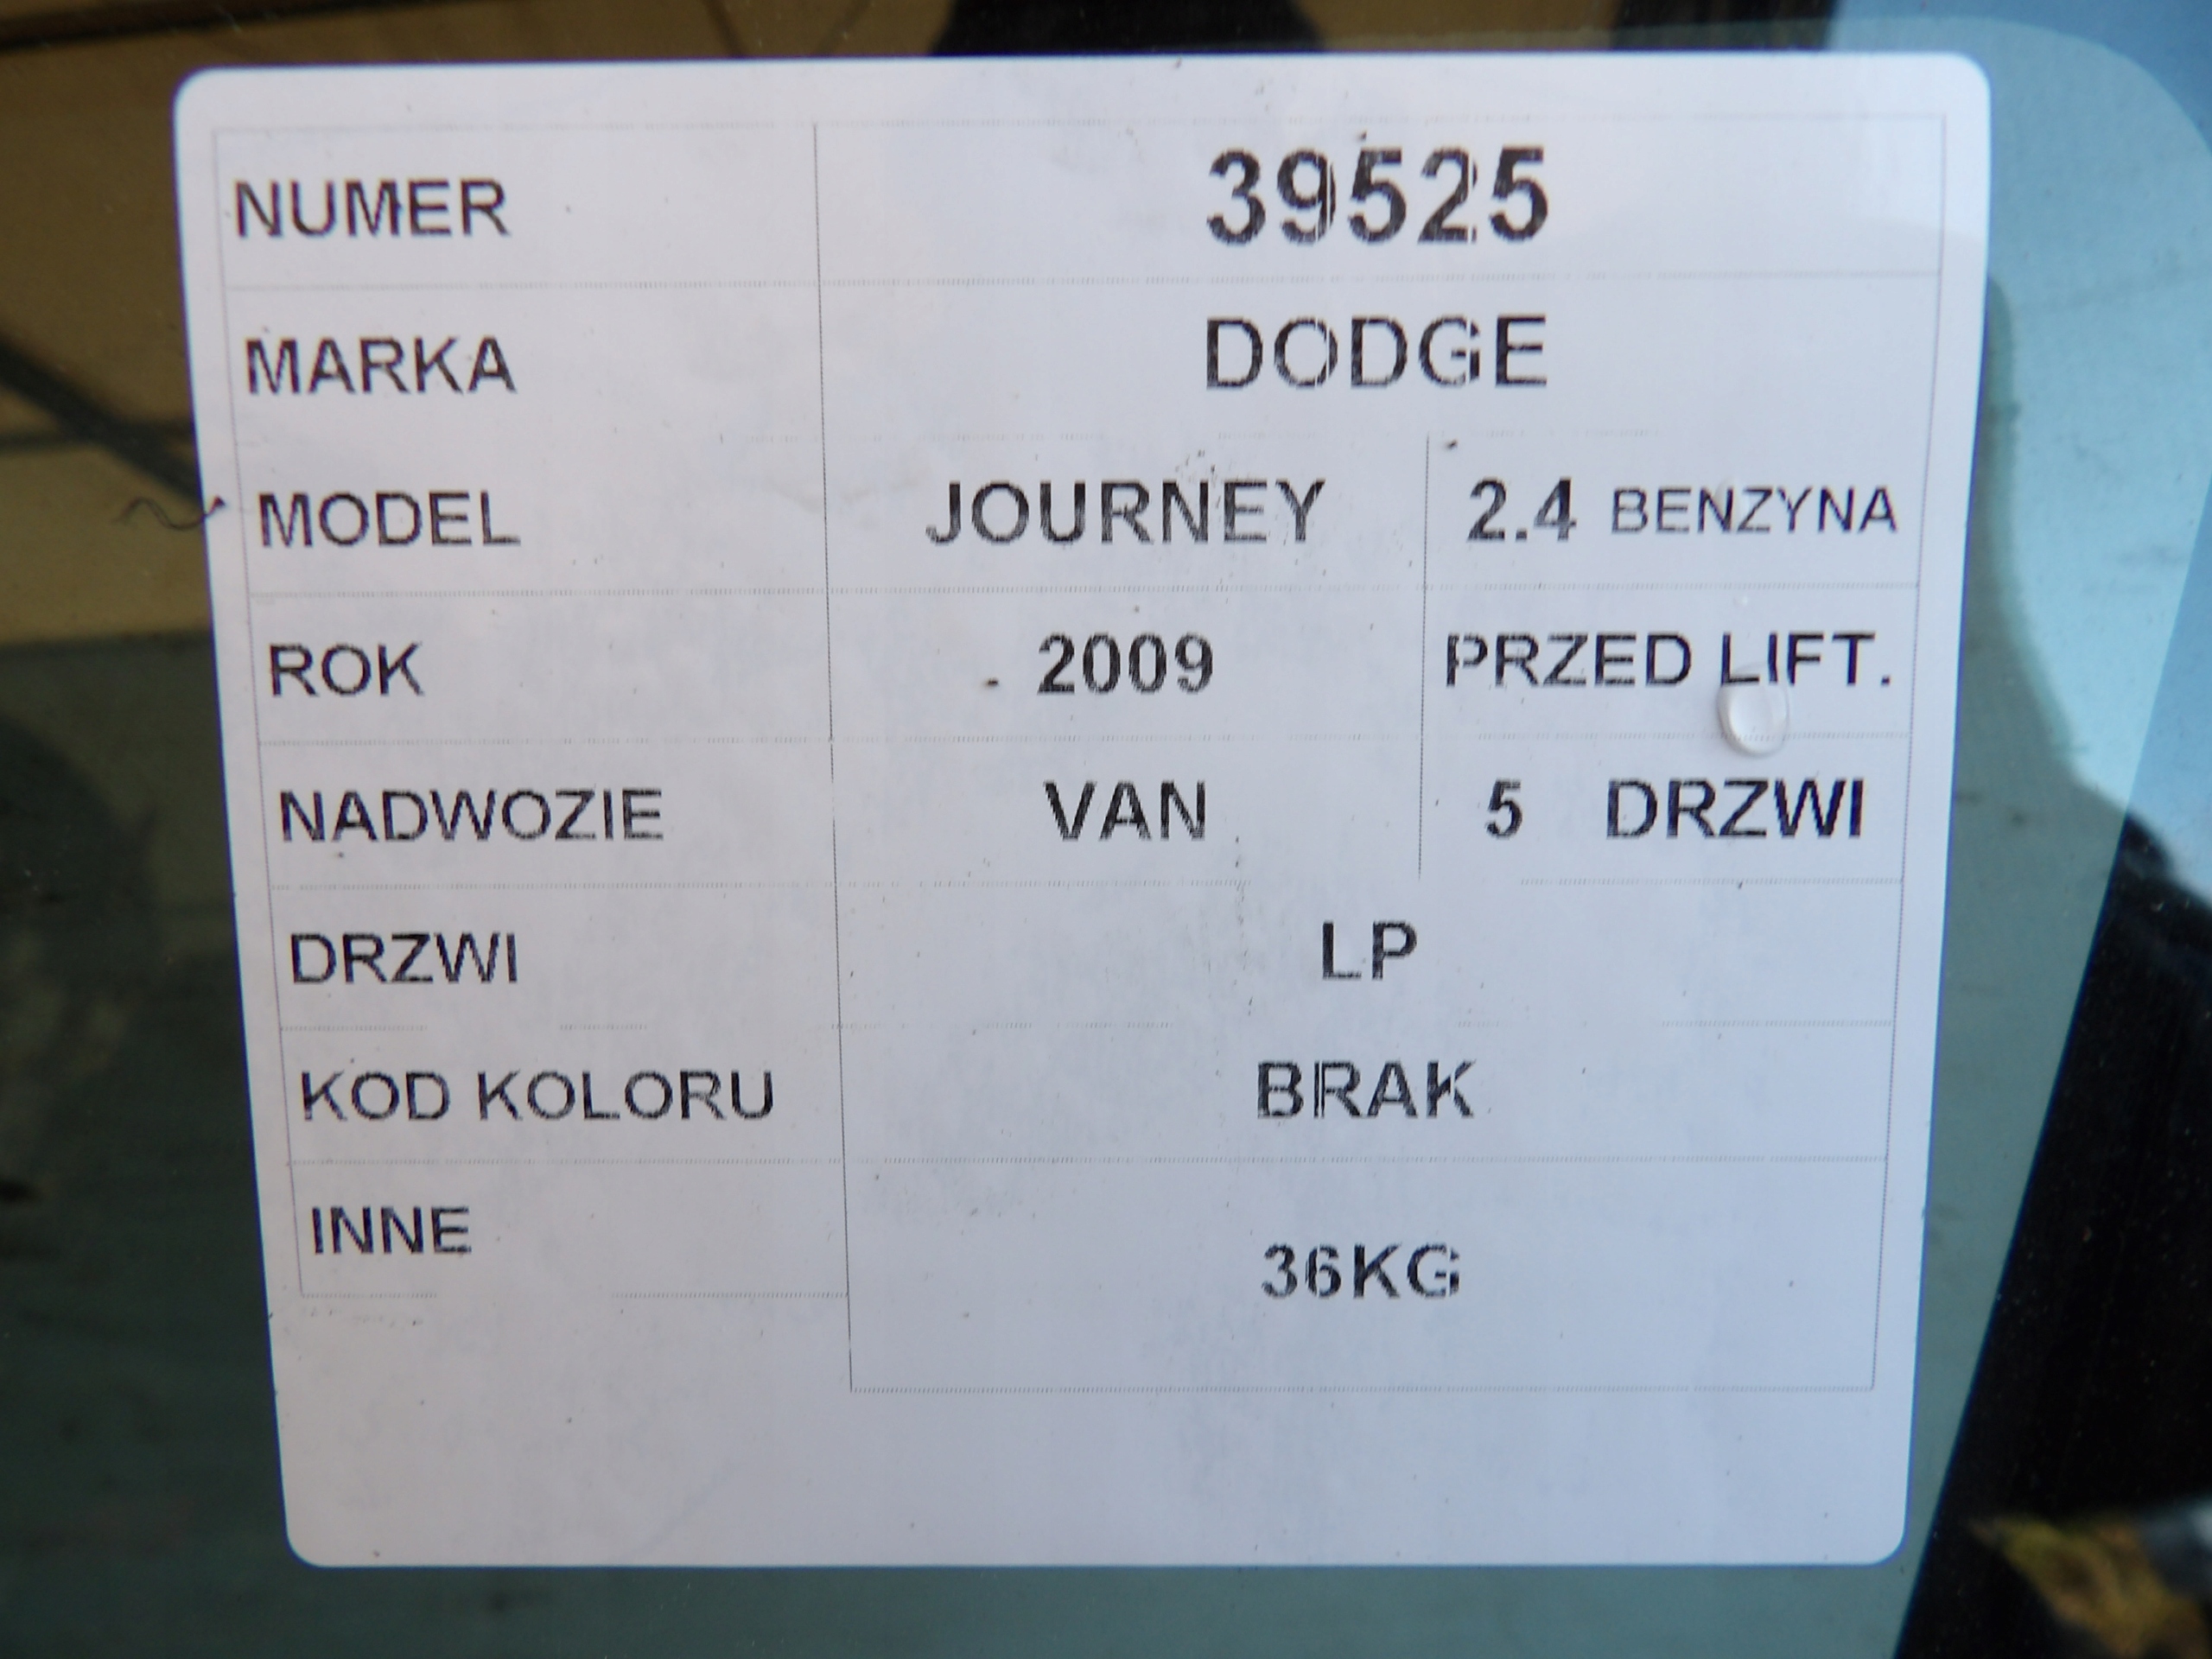 NUMER 39525
MARKA DODGE
MODEL JOURNEY 2.4 BENZYNA
ROK 2009 PRZED LIFT.
NADWOZIE VAN 5 DRZWI
DRZWI LP
KOD KOLORU BRAK
INNE 36KG